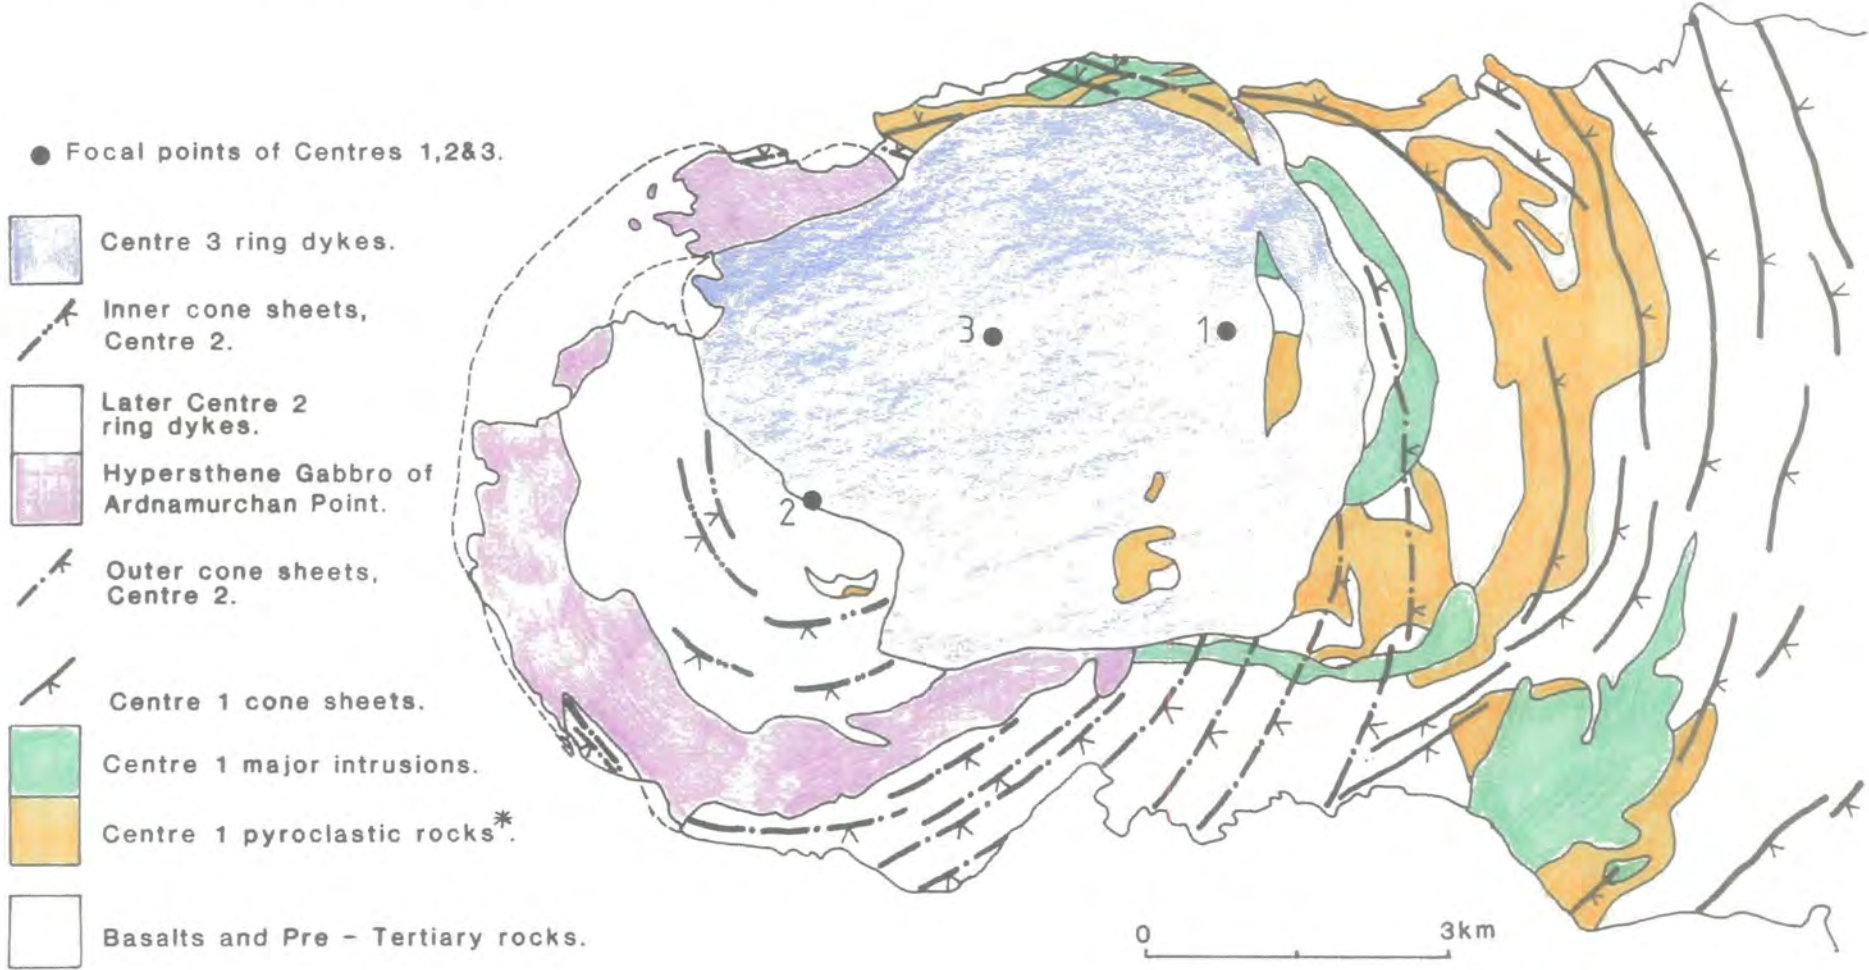 Focal points of Centres 1,2&3.
Centre 3 ring dykes.
Inner cone sheets,
Centre 2.
Later Centre 2
ring dykes.
Hypersthene Gabbro of
Ardnamurchan Point.
Outer cone sheets,
Centre 2.
Centre 1 cone sheets.
Centre 1 major intrusions.
Centre 1 pyroclastic rocks*.
Basalts and Pre - Tertiary rocks.
3
1
2
0 3km